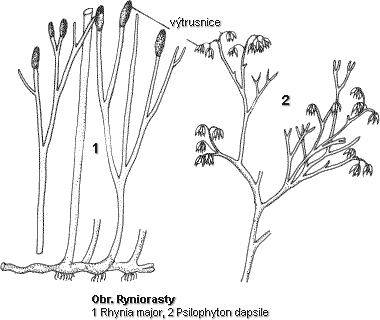 výtrusnice
1
2
Obr. Ryniorasty
1 Rhynia major, 2 Psilophyton dapsile